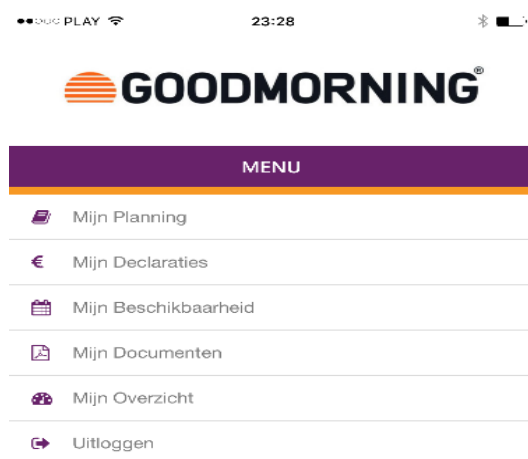 PLAY 23:28
GOODMORNING®
MENU
Mijn Planning
€ Mijn Declaraties
Mijn Beschikbaarheid
Mijn Documenten
Mijn Overzicht
Uitloggen